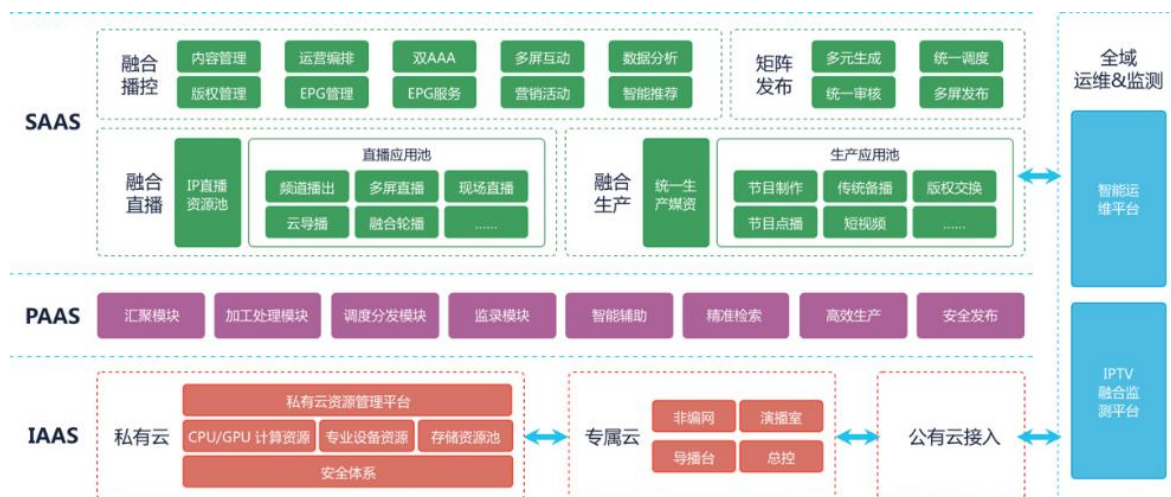 融合
播控
内容管理
运营编排
双AAA
多屏互动
数据分析
版权管理
EPG管理
EPG服务
营销活动
智能推荐
矩阵
发布
多元生成
统一调度
统一审核
多屏发布
全域
运维&监测
SAAS
融合
直播
IP直播
资源池
直播应用池
频道播出
多屏直播
现场直播
云导播
融合轮播
......
融合
生产
统一生
产媒资
生产应用池
节目制作
传统备播
版权交换
节目点播
短视频
......
智能运
维平台
PAAS
汇聚模块
加工处理模块
调度分发模块
监录模块
智能辅助
精准检索
高效生产
安全发布
IPTV
融合监
测平台
IAAS
私有云
私有云资源管理平台
CPU/GPU 计算资源
专业设备资源
存储资源池
安全体系
专属云
非编网
演播室
导播台
总控
公有云接入